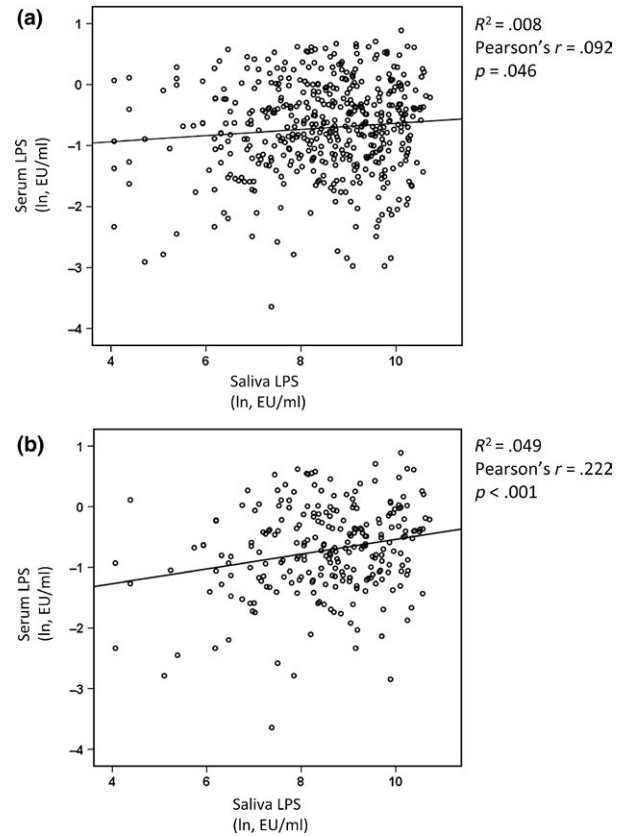 (a)
R² = .008
Pearson's r = .092
p = .046
1
0
–1
–2
–3
–4
Serum LPS
(ln, EU/ml)
4 6 8 10
Saliva LPS
(ln, EU/ml)
(b)
R² = .049
Pearson's r = .222
p < .001
1
0
–1
–2
–3
–4
Serum LPS
(ln, EU/ml)
4 6 8 10
Saliva LPS
(ln, EU/ml)